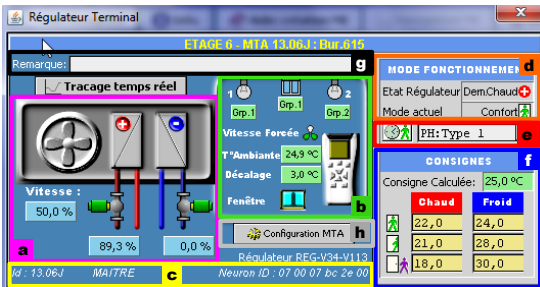 Régulateur Terminal
X
ETAGE 6 - MTA 13.06J : Bur.615
Remarque:
g
Tracage temps réel
1
2
Grp.1
Grp.1
Grp.2
Vitesse Forcée
T°Ambiante 24,9 °C
Décalage 3,0 °C
Fenêtre
b
Vitesse :
50,0 %
89,3 %
0,0 %
a
Configuration MTA
h
Régulateur REG-V34-V113
Id : 13.06J MAITRE
c
Neuron ID : 07 00 07 bc 2e 00
d
MODE FONCTIONNEMEN
Etat Régulateur Dem.Chaud
Mode actuel Confort
PH:Type 1
e
CONSIGNES
f
Consigne Calculée: 25,0 °C
Chaud Froid
22,0 24,0
21,0 28,0
18,0 30,0